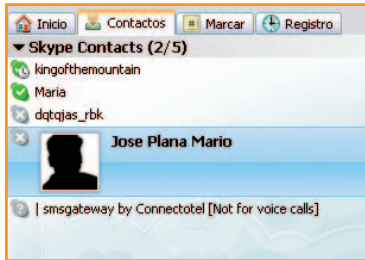 Inicio Contactos Marcar Registro
Skype Contacts (2/5)
kingofthemountain
Maria
dqtqjas_rbk
Jose Plana Mario
| smsgateway by Connectotel [Not for voice calls]